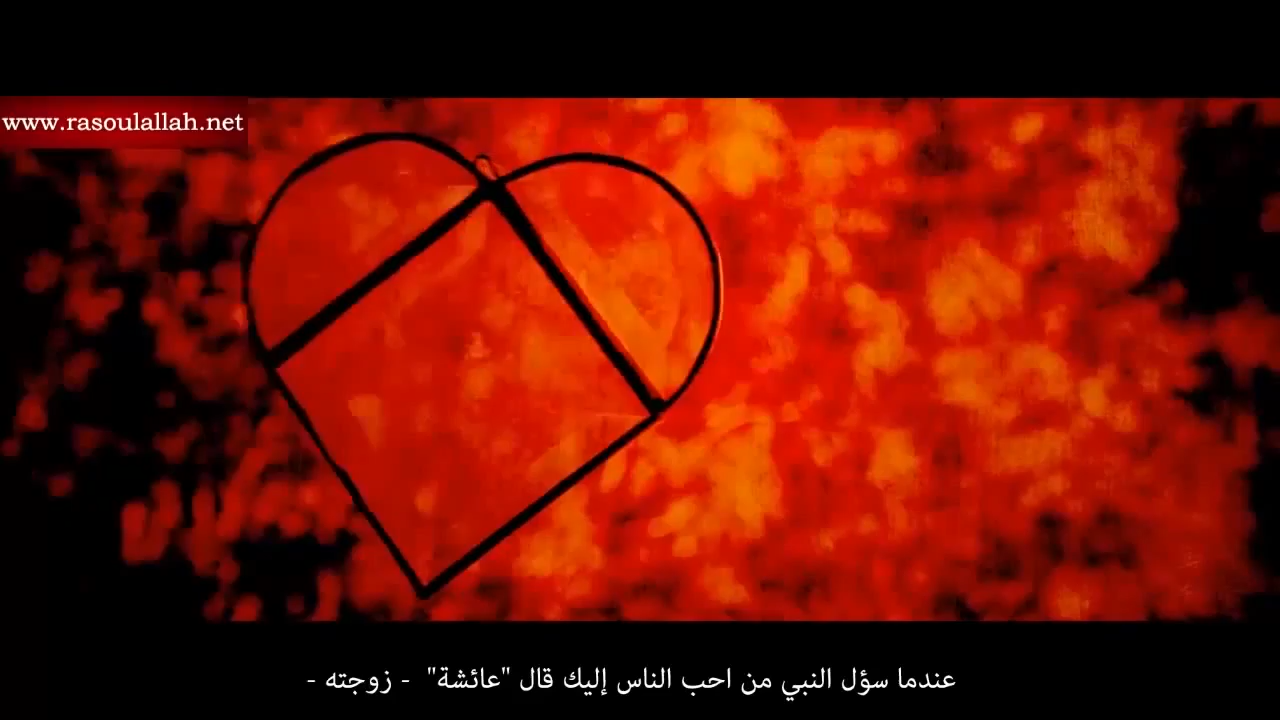 www.rasoulallah.net
عندما سؤل النبي من احب الناس إليك قال "عائشة" - زوجته -